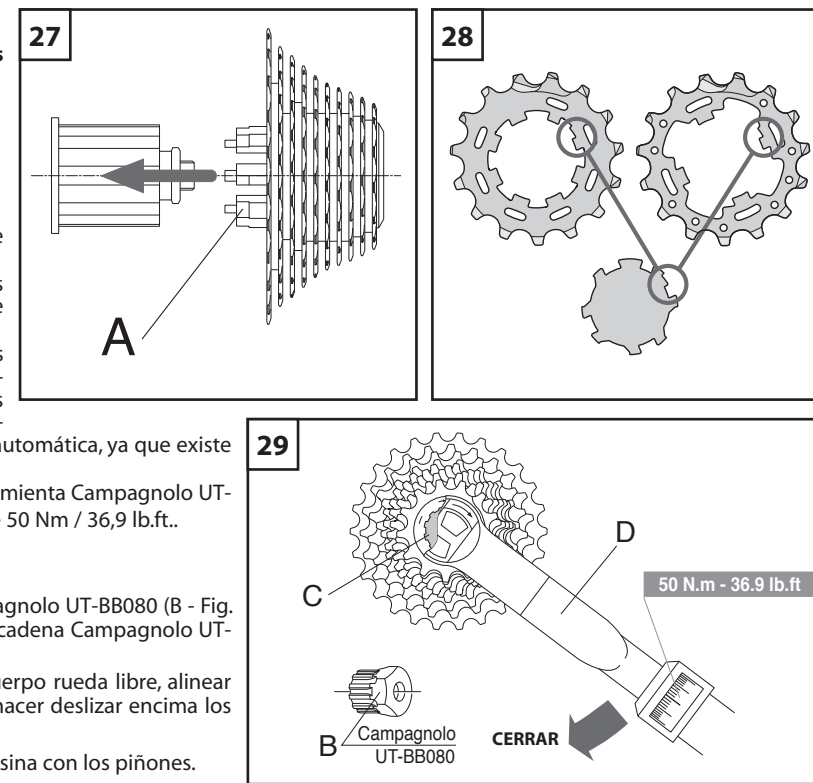 27
28
A
automática, ya que existe
mienta Campagnolo UT-
50 Nm / 36,9 lb.ft..
agnolo UT-BB080 (B - Fig.
cadena Campagnolo UT-
erpo rueda libre, alinear
hacer deslizar encima los
sina con los piñones.
29
C
D
50 N.m - 36.9 lb.ft
B
Campagnolo
UT-BB080
CERRAR